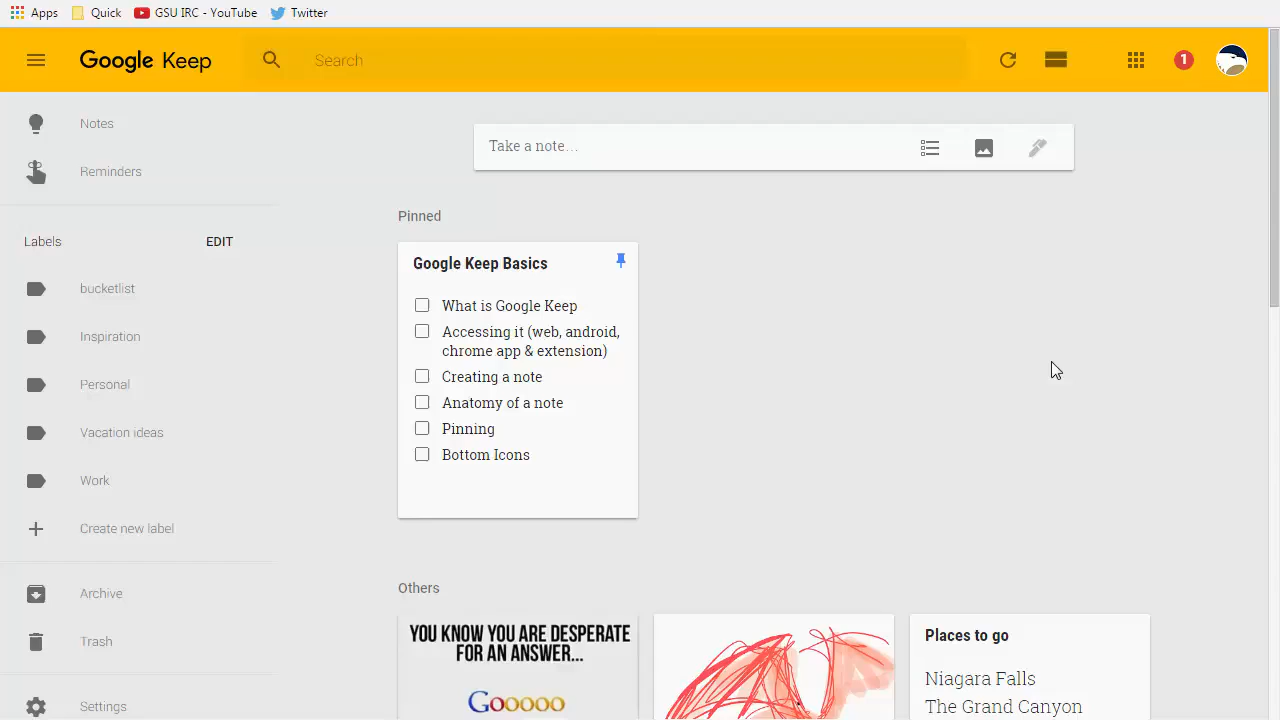 Apps Quick GSU IRC - YouTube Twitter
Google Keep Search 1
Notes
Take a note...
Reminders
Labels EDIT
bucketlist
Inspiration
Personal
Vacation ideas
Work
Create new label
Archive
Trash
Settings
Pinned
Google Keep Basics
What is Google Keep
Accessing it (web, android,
chrome app & extension)
Creating a note
Anatomy of a note
Pinning
Bottom Icons
Others
YOU KNOW YOU ARE DESPERATE
FOR AN ANSWER...
Gooooo
Places to go
Niagara Falls
The Grand Canyon